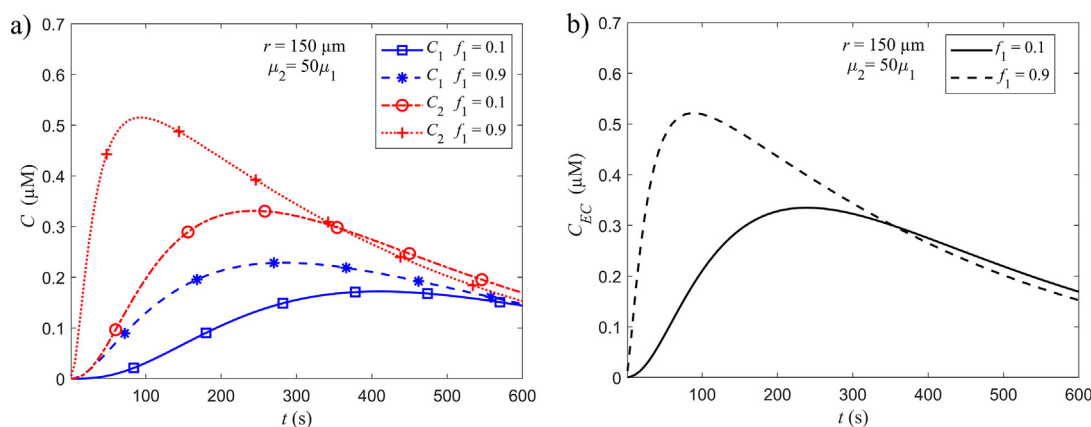 a)
0.7
0.6
0.5
0.4
0.3
0.2
0.1
0
C (μM)
r = 150 μm
μ₂ = 50μ₁
C₁ f₁ = 0.1
C₁ f₁ = 0.9
C₂ f₁ = 0.1
C₂ f₁ = 0.9
100 200 300 400 500 600
t (s)
b)
0.7
0.6
0.5
0.4
0.3
0.2
0.1
0
C_EC (μM)
r = 150 μm
μ₂ = 50μ₁
f₁ = 0.1
f₁ = 0.9
100 200 300 400 500 600
t (s)